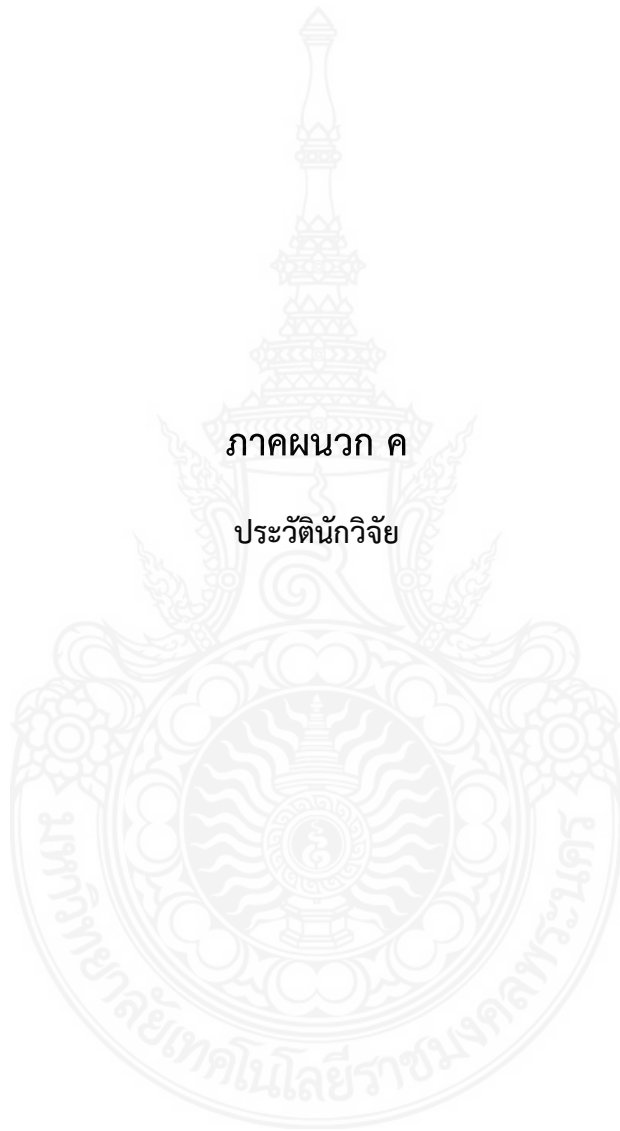 ภาคผนวก ค
ประวัตินักวิจัย
มหาวิทยาลัยเทคโนโลยีราชมงคลพระนคร